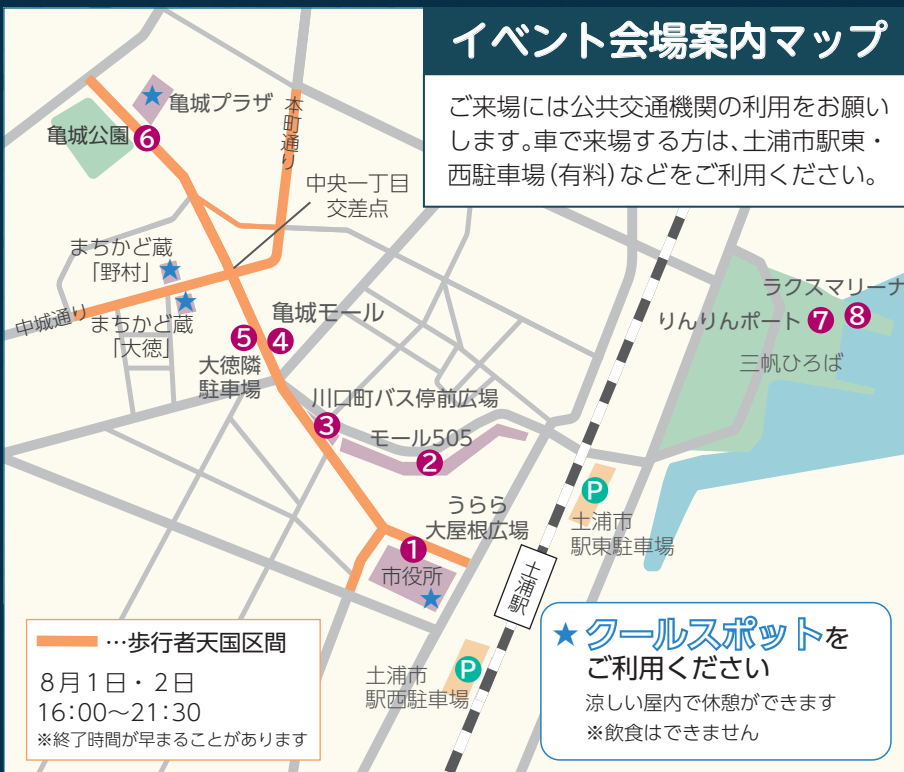 イベント会場案内マップ
ご来場には公共交通機関の利用をお願い
します。車で来場する方は、土浦市駅東・
西駐車場(有料)などをご利用ください。
亀城プラザ
本町通り
亀城公園
6
中央一丁目
交差点
まちかど蔵
「野村」
中城通り
まちかど蔵
「大徳」
ラクスマリーナ
りんりんポート
7
8
三帆ひろば
亀城モール
5
4
大徳隣
駐車場
川口町バス停前広場
3
モール505
2
うらら
大屋根広場
1
市役所
P
土浦市
駅東駐車場
土浦駅
P
土浦市
駅西駐車場
…歩行者天国区間
8月1日・2日
16:00~21:30
※終了時間が早まることがあります
★クールスポットを
ご利用ください
涼しい屋内で休憩ができます
※飲食はできません